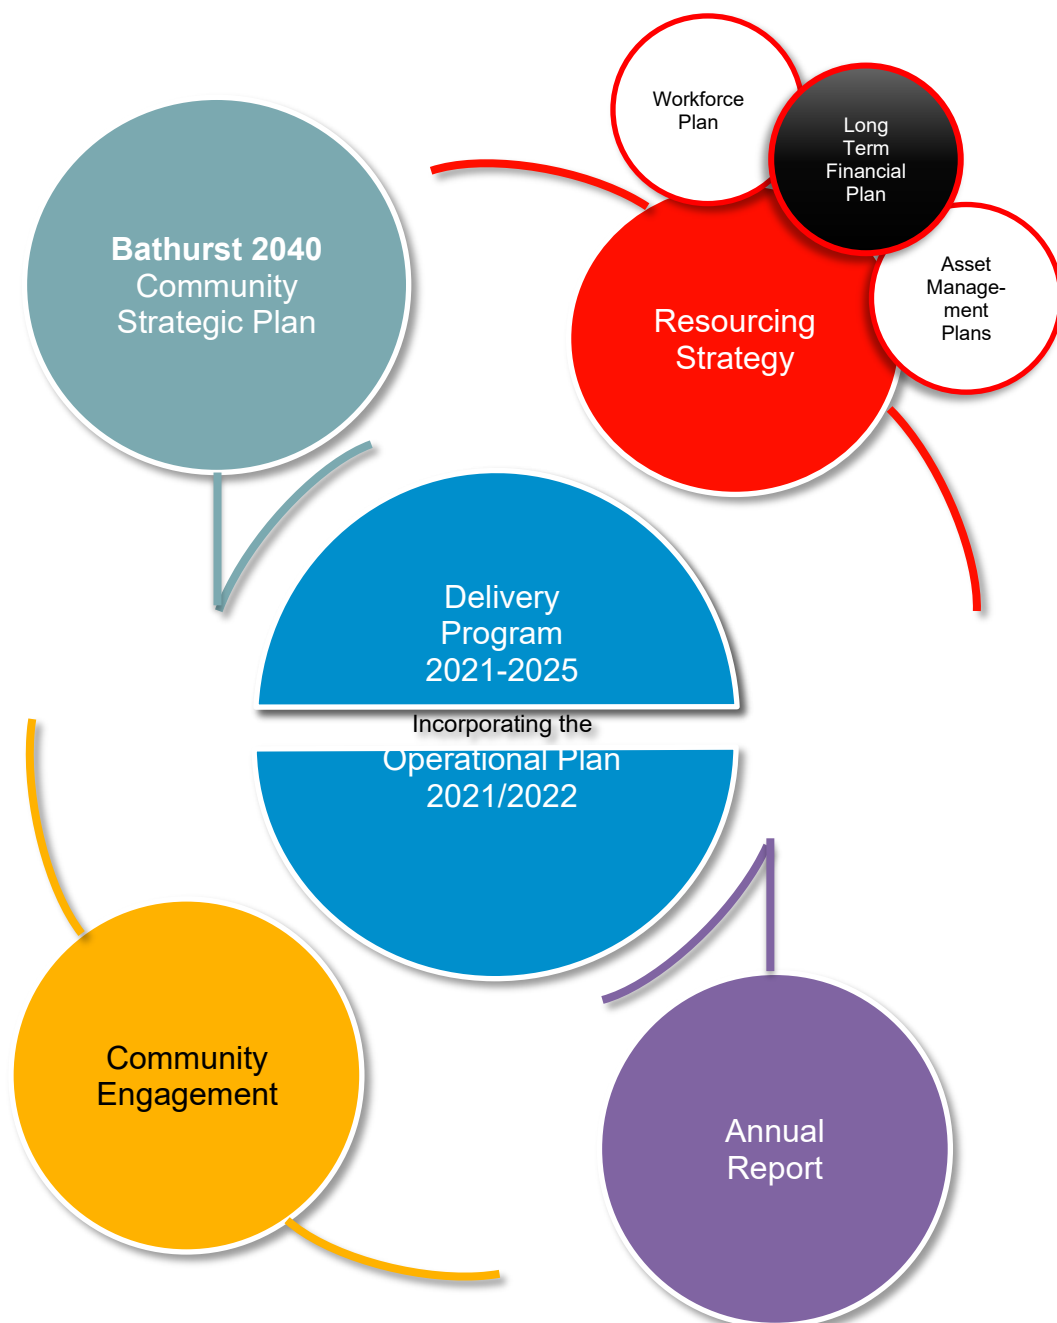 Workforce
Plan
Long
Term
Financial
Plan
Bathurst 2040
Community
Strategic Plan
Asset
Manage-
ment
Plans
Resourcing
Strategy
Delivery
Program
2021-2025
Incorporating the
Operational Plan
2021/2022
Community
Engagement
Annual
Report